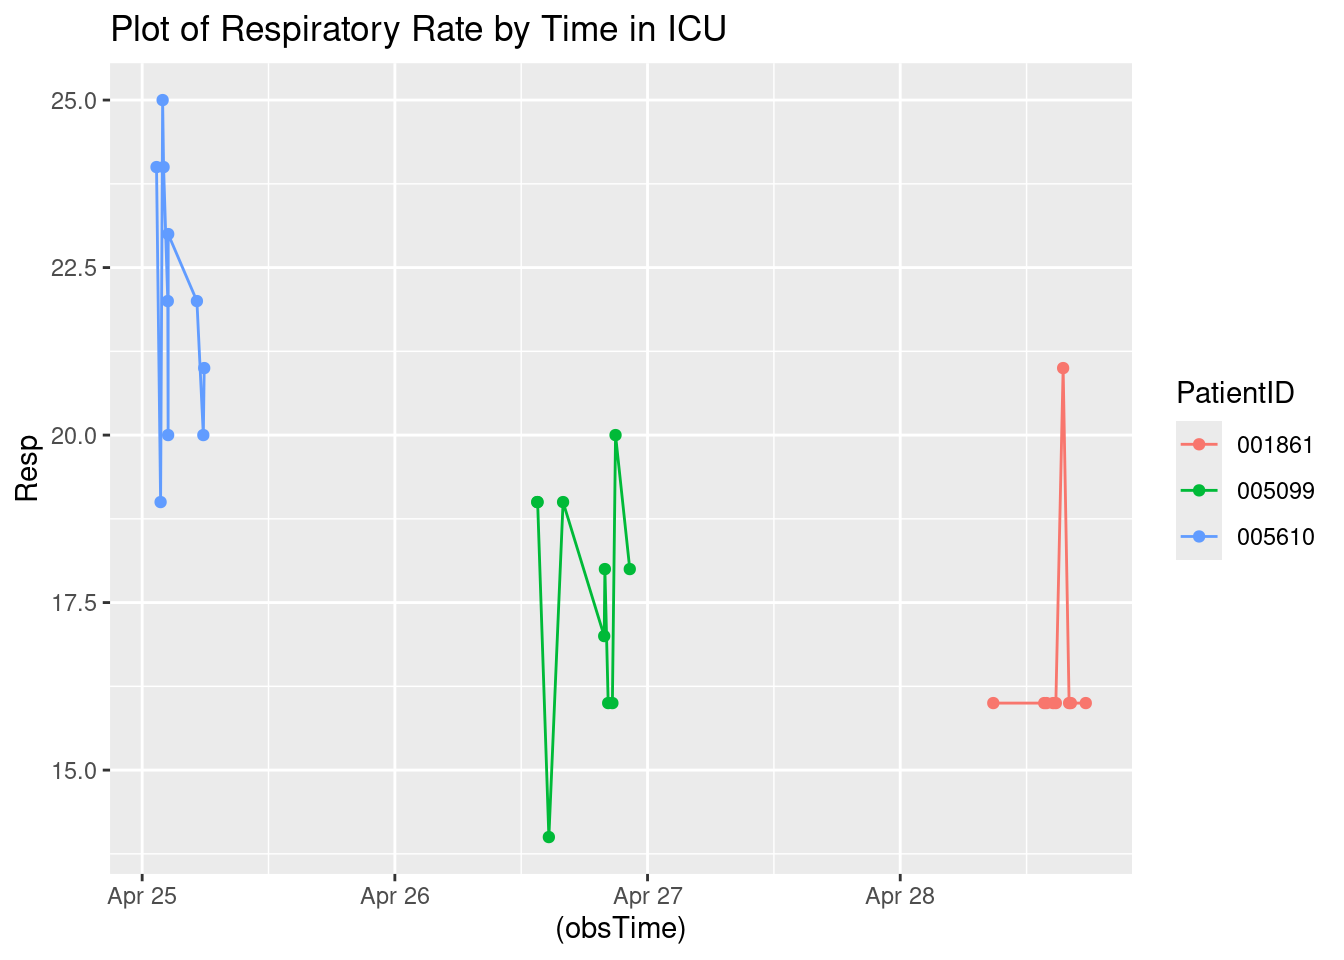 Plot of Respiratory Rate by Time in ICU
25.0
22.5
20.0
17.5
15.0
Resp
Apr 25 Apr 26 Apr 27 Apr 28
(obsTime)
PatientID
001861
005099
005610